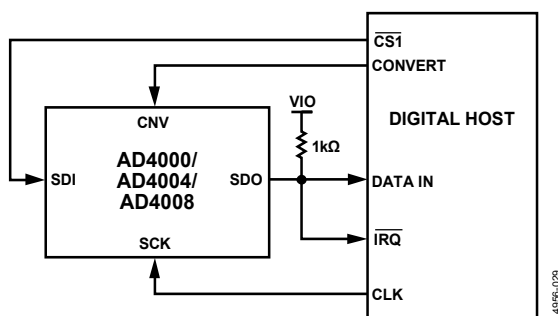 CS1
CONVERT
VIO
DIGITAL HOST
CNV
1kΩ
AD4000/
AD4004/
AD4008
SDI
SDO
DATA IN
IRQ
SCK
CLK
4956-029